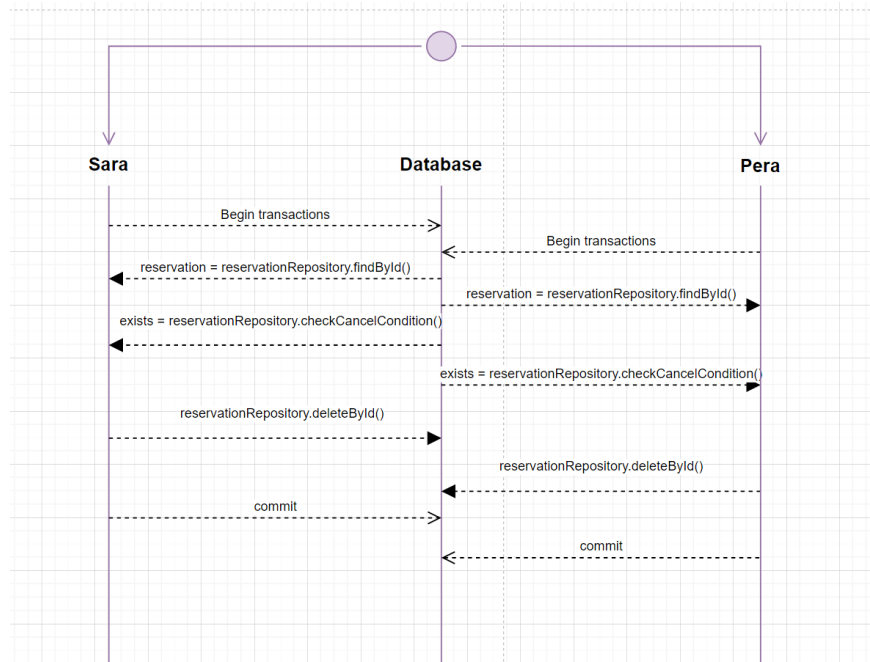 Sara
Database
Pera
Begin transactions
Begin transactions
reservation = reservationRepository.findById()
reservation = reservationRepository.findById()
exists = reservationRepository.checkCancelCondition()
exists = reservationRepository.checkCancelCondition()
reservationRepository.deleteById()
reservationRepository.deleteById()
commit
commit